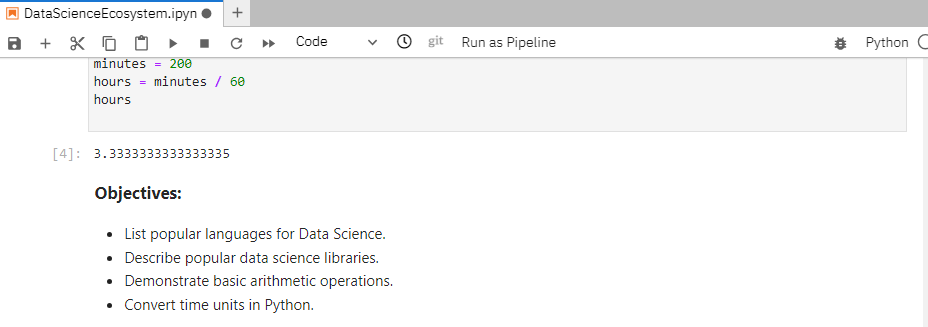 DataScienceEcosystem.ipyn
Code
git
Run as Pipeline
Python
minutes = 200
hours = minutes / 60
hours
[4]: 3.3333333333333335
Objectives:
• List popular languages for Data Science.
• Describe popular data science libraries.
• Demonstrate basic arithmetic operations.
• Convert time units in Python.